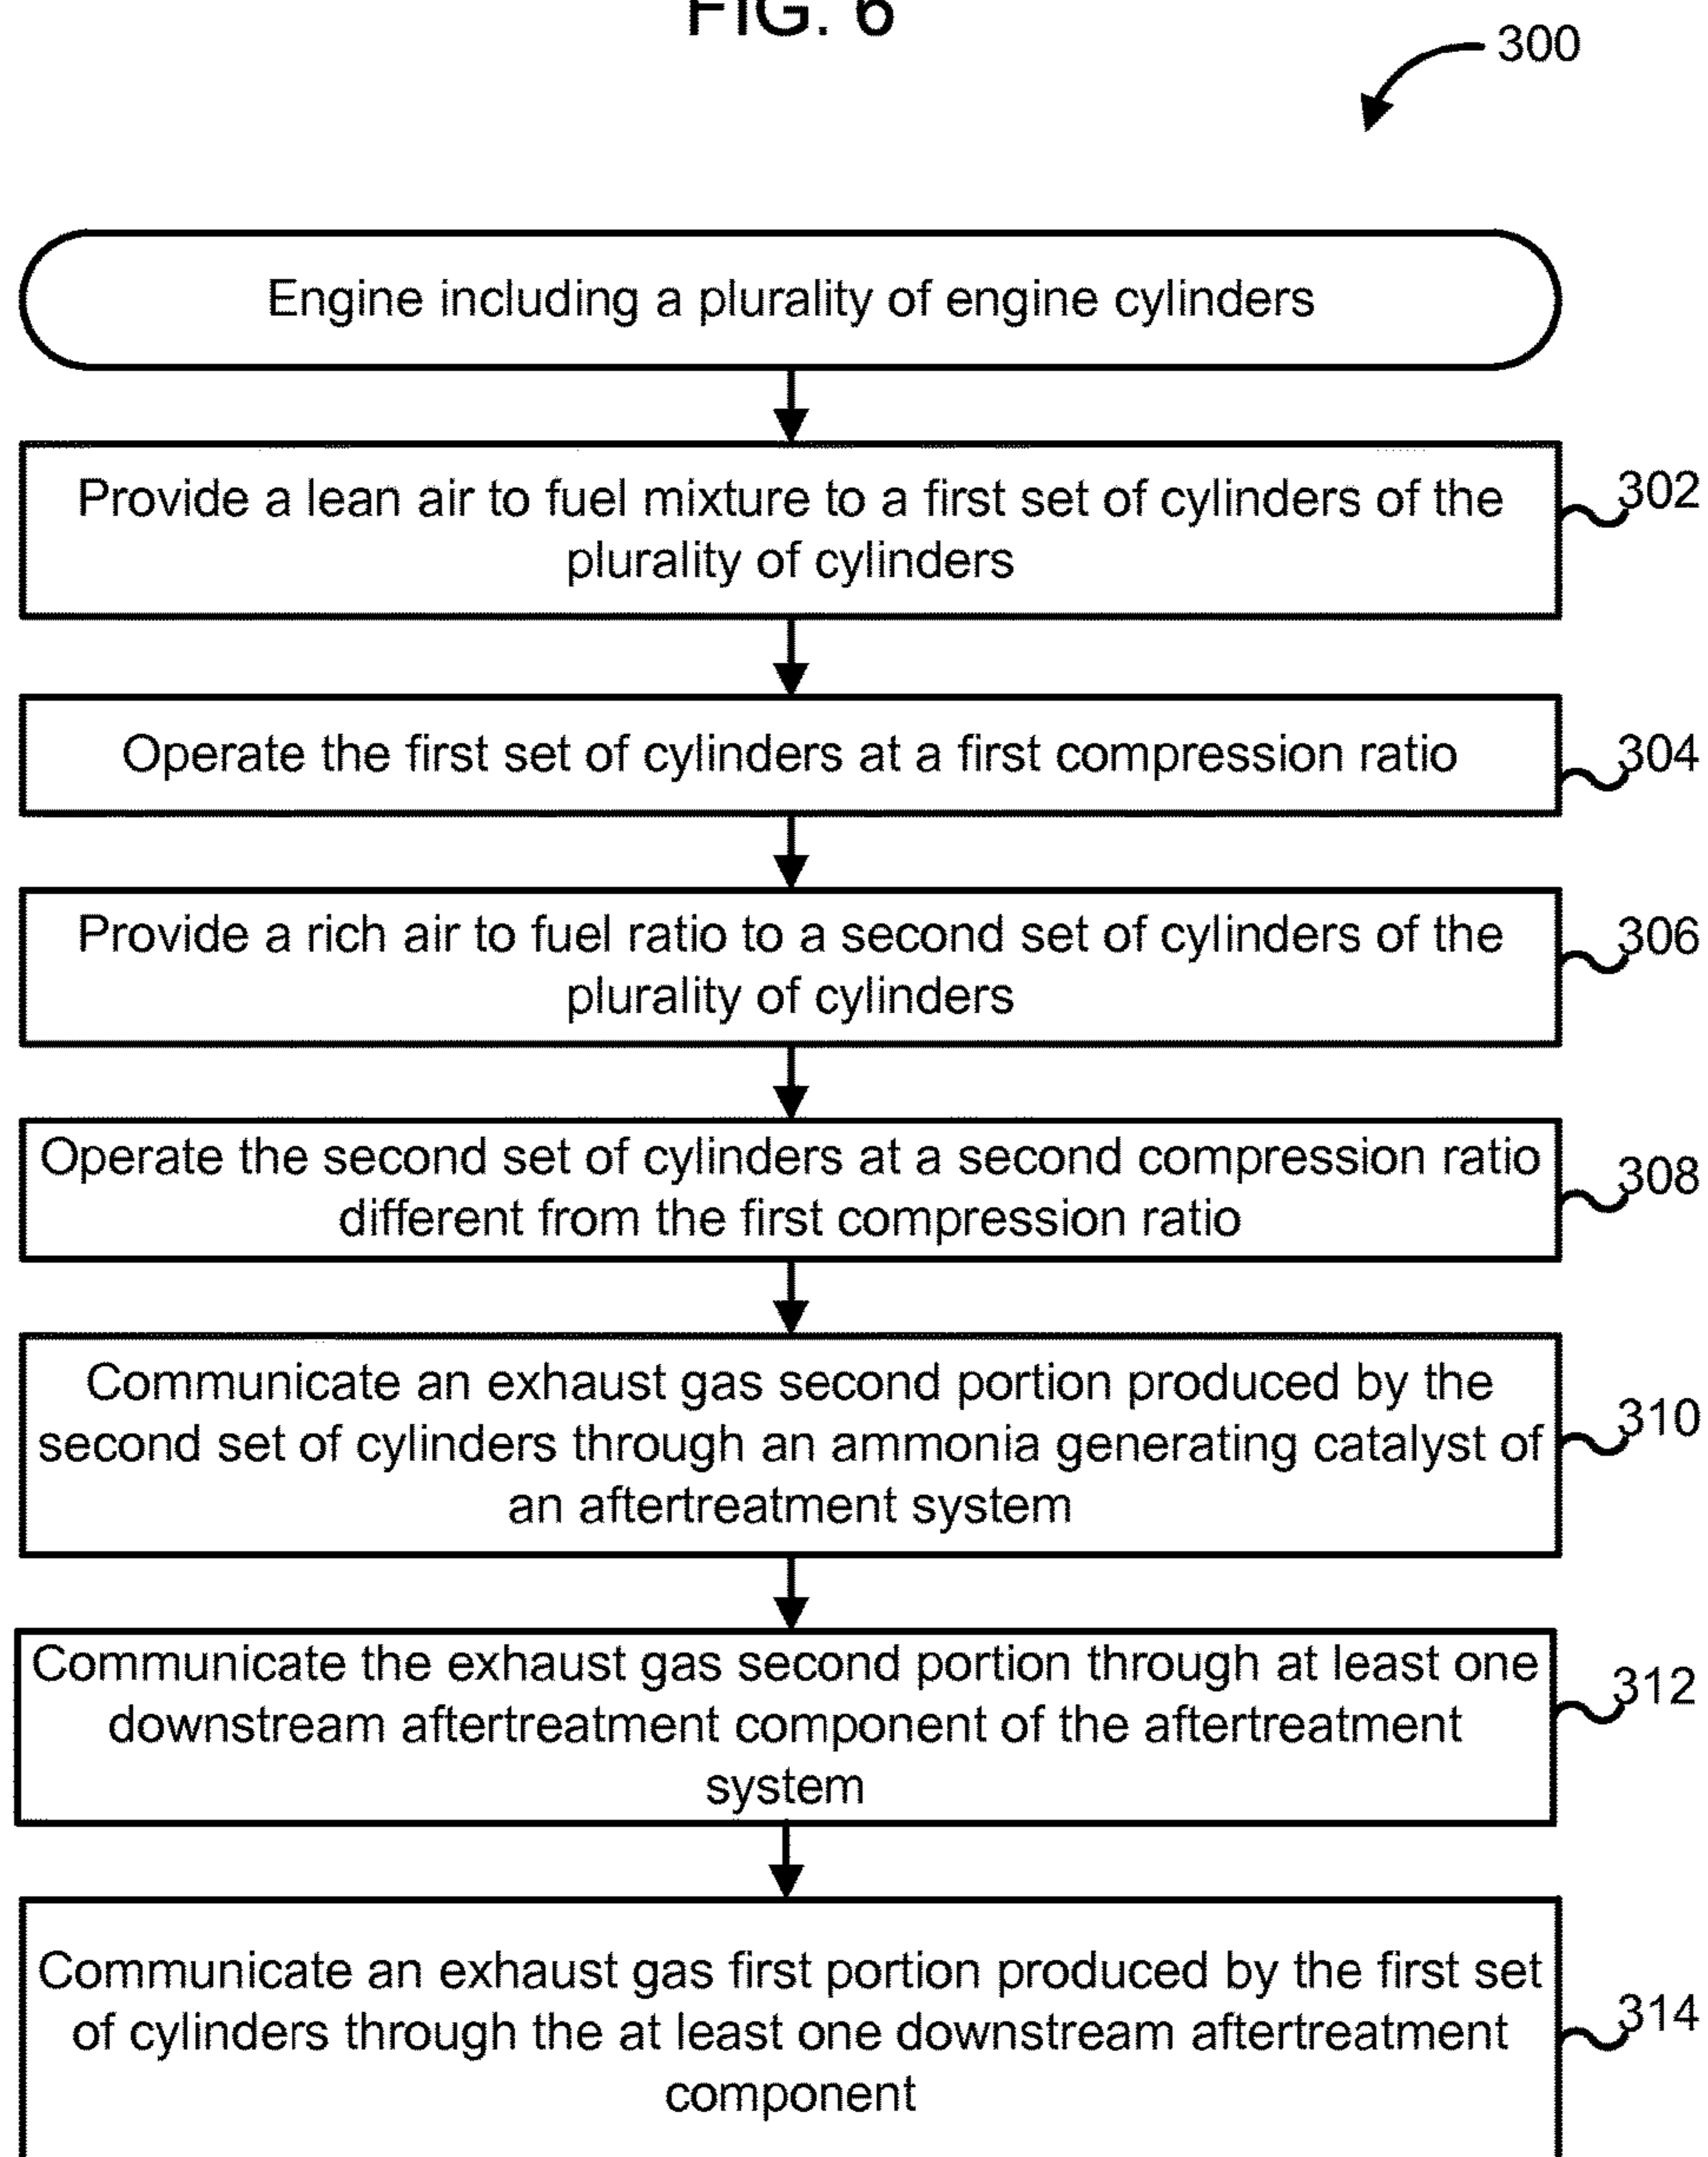 FIG. 6
300
Engine including a plurality of engine cylinders
Provide a lean air to fuel mixture to a first set of cylinders of the
plurality of cylinders
302
Operate the first set of cylinders at a first compression ratio
304
Provide a rich air to fuel ratio to a second set of cylinders of the
plurality of cylinders
306
Operate the second set of cylinders at a second compression ratio
different from the first compression ratio
308
Communicate an exhaust gas second portion produced by the
second set of cylinders through an ammonia generating catalyst of
an aftertreatment system
310
Communicate the exhaust gas second portion through at least one
downstream aftertreatment component of the aftertreatment
system
312
Communicate an exhaust gas first portion produced by the first set
of cylinders through the at least one downstream aftertreatment
component
314